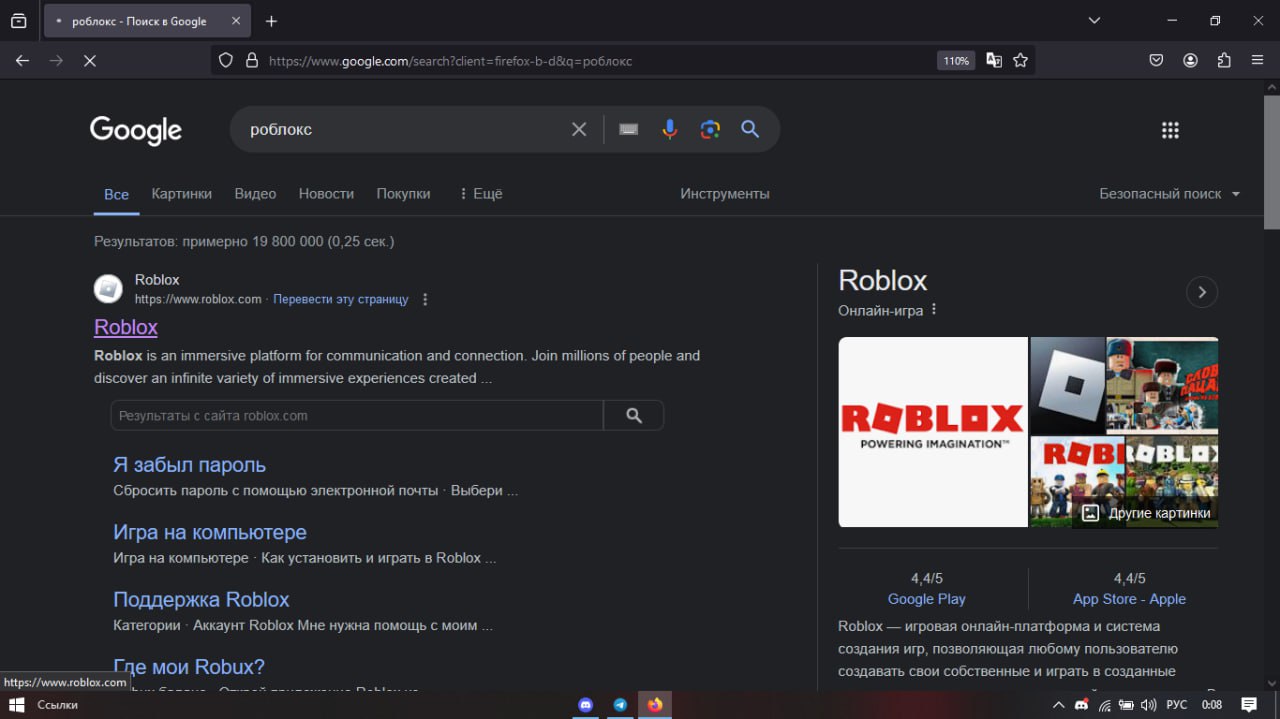 роблокс - Поиск в Google
https://www.google.com/search?client=firefox-b-d&q=роблокс
110%
Google
роблокс
Все
Картинки
Видео
Новости
Покупки
Ещё
Инструменты
Безопасный поиск
Результатов: примерно 19 800 000 (0,25 сек.)
Roblox
https://www.roblox.com · Перевести эту страницу
Roblox
Roblox is an immersive platform for communication and connection. Join millions of people and
discover an infinite variety of immersive experiences created ...
Результаты с сайта roblox.com
Я забыл пароль
Сбросить пароль с помощью электронной почты · Выбери ...
Игра на компьютере
Игра на компьютере · Как установить и играть в Roblox ...
Поддержка Roblox
Категории · Аккаунт Roblox Мне нужна помощь с моим ...
Где мои Robux?
Roblox
Онлайн-игра
ROBLOX
POWERING IMAGINATION™
СЛОВО
ПАЦАНА
ROBL
ROBLOX
Другие картинки
4,4/5
Google Play
4,4/5
App Store - Apple
Roblox — игровая онлайн-платформа и система
создания игр, позволяющая любому пользователю
создавать свои собственные и играть в созданные
https://www.roblox.com
Ссылки
РУС
0:08